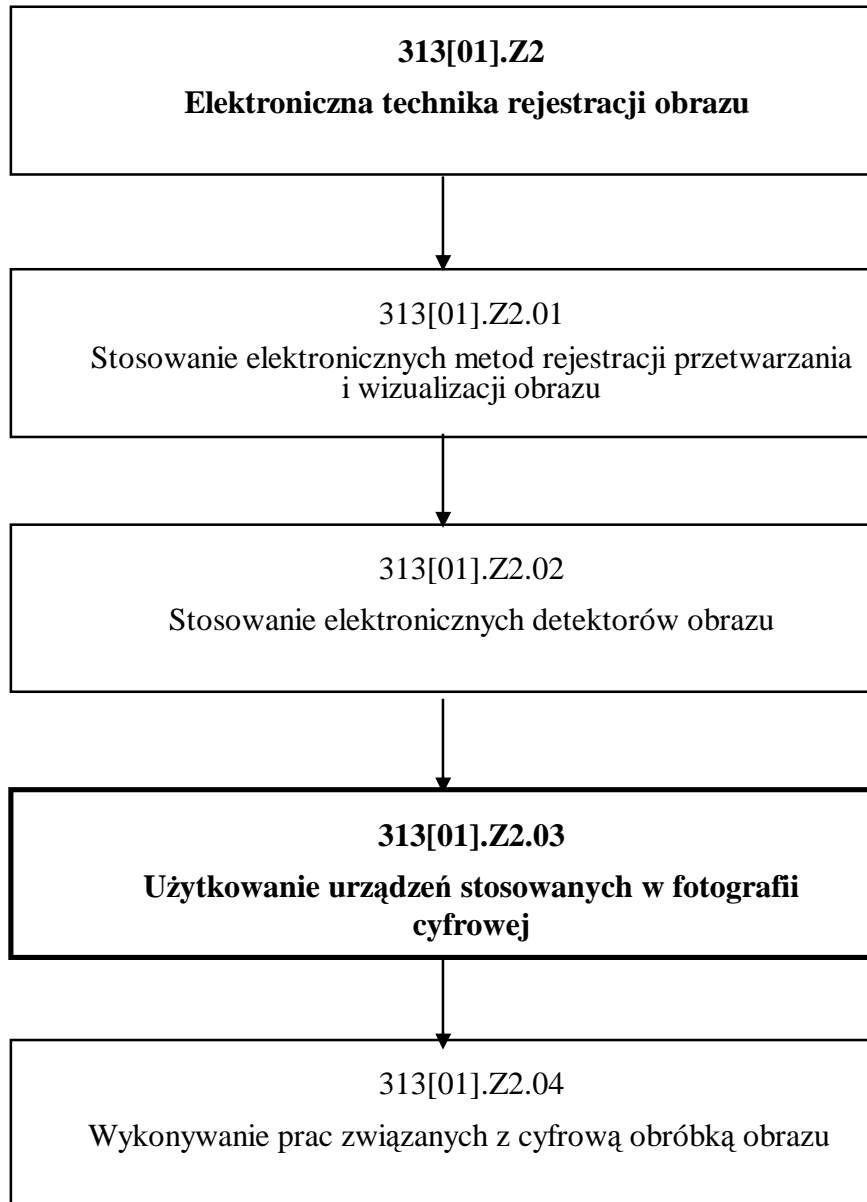 313[01].Z2
Elektroniczna technika rejestracji obrazu
313[01].Z2.01
Stosowanie elektronicznych metod rejestracji przetwarzania
i wizualizacji obrazu
313[01].Z2.02
Stosowanie elektronicznych detektorów obrazu
313[01].Z2.03
Użytkowanie urządzeń stosowanych w fotografii
cyfrowej
313[01].Z2.04
Wykonywanie prac związanych z cyfrową obróbką obrazu